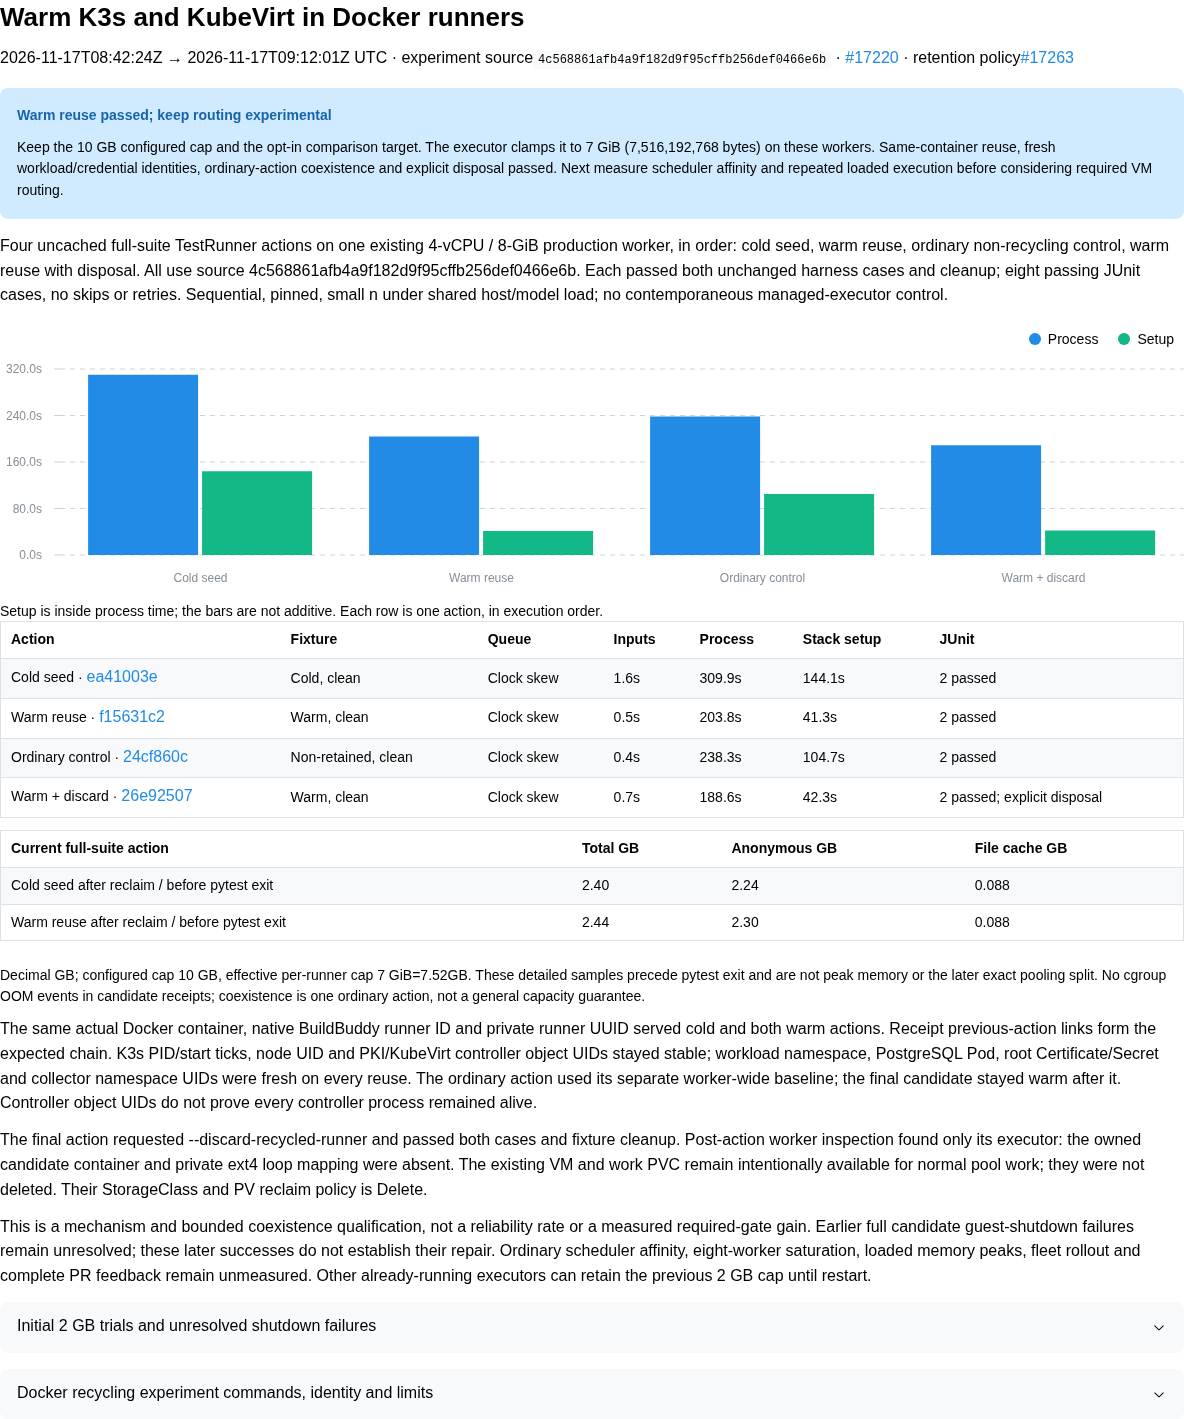 Warm K3s and KubeVirt in Docker runners
2026-11-17T08:42:24Z → 2026-11-17T09:12:01Z UTC · experiment source 4c568861afb4a9f182d9f95cffb256def0466e6b · #17220 · retention policy#17263
Warm reuse passed; keep routing experimental
Keep the 10 GB configured cap and the opt-in comparison target. The executor clamps it to 7 GiB (7,516,192,768 bytes) on these workers. Same-container reuse, fresh
workload/credential identities, ordinary-action coexistence and explicit disposal passed. Next measure scheduler affinity and repeated loaded execution before considering required VM
routing.
Four uncached full-suite TestRunner actions on one existing 4-vCPU / 8-GiB production worker, in order: cold seed, warm reuse, ordinary non-recycling control, warm
reuse with disposal. All use source 4c568861afb4a9f182d9f95cffb256def0466e6b. Each passed both unchanged harness cases and cleanup; eight passing JUnit
cases, no skips or retries. Sequential, pinned, small n under shared host/model load; no contemporaneous managed-executor control.
Process Setup
320.0s
240.0s
160.0s
80.0s
0.0s
Cold seed Warm reuse Ordinary control Warm + discard
Setup is inside process time; the bars are not additive. Each row is one action, in execution order.
Action Fixture Queue Inputs Process Stack setup JUnit
Cold seed · ea41003e Cold, clean Clock skew 1.6s 309.9s 144.1s 2 passed
Warm reuse · f15631c2 Warm, clean Clock skew 0.5s 203.8s 41.3s 2 passed
Ordinary control · 24cf860c Non-retained, clean Clock skew 0.4s 238.3s 104.7s 2 passed
Warm + discard · 26e92507 Warm, clean Clock skew 0.7s 188.6s 42.3s 2 passed; explicit disposal
Current full-suite action Total GB Anonymous GB File cache GB
Cold seed after reclaim / before pytest exit 2.40 2.24 0.088
Warm reuse after reclaim / before pytest exit 2.44 2.30 0.088
Decimal GB; configured cap 10 GB, effective per-runner cap 7 GiB=7.52GB. These detailed samples precede pytest exit and are not peak memory or the later exact pooling split. No cgroup
OOM events in candidate receipts; coexistence is one ordinary action, not a general capacity guarantee.
The same actual Docker container, native BuildBuddy runner ID and private runner UUID served cold and both warm actions. Receipt previous-action links form the
expected chain. K3s PID/start ticks, node UID and PKI/KubeVirt controller object UIDs stayed stable; workload namespace, PostgreSQL Pod, root Certificate/Secret
and collector namespace UIDs were fresh on every reuse. The ordinary action used its separate worker-wide baseline; the final candidate stayed warm after it.
Controller object UIDs do not prove every controller process remained alive.
The final action requested --discard-recycled-runner and passed both cases and fixture cleanup. Post-action worker inspection found only its executor: the owned
candidate container and private ext4 loop mapping were absent. The existing VM and work PVC remain intentionally available for normal pool work; they were not
deleted. Their StorageClass and PV reclaim policy is Delete.
This is a mechanism and bounded coexistence qualification, not a reliability rate or a measured required-gate gain. Earlier full candidate guest-shutdown failures
remain unresolved; these later successes do not establish their repair. Ordinary scheduler affinity, eight-worker saturation, loaded memory peaks, fleet rollout and
complete PR feedback remain unmeasured. Other already-running executors can retain the previous 2 GB cap until restart.
Initial 2 GB trials and unresolved shutdown failures
Docker recycling experiment commands, identity and limits